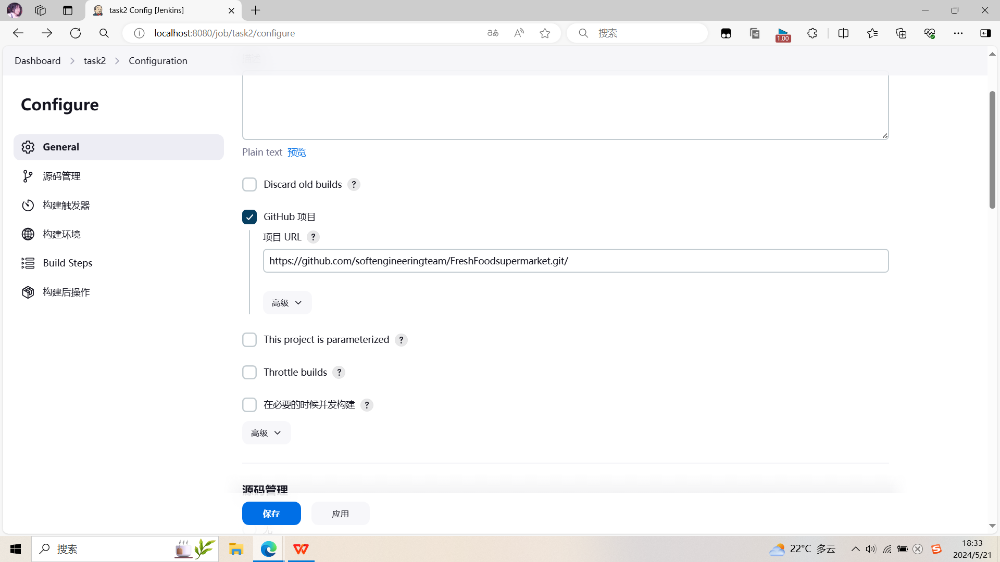 task2 Config [Jenkins]
localhost:8080/job/task2/configure
搜索
1.00
Dashboard
task2
Configuration
描述
Configure
General
源码管理
构建触发器
构建环境
Build Steps
构建后操作
Plain text 预览
Discard old builds ?
GitHub 项目
项目 URL ?
https://github.com/softengineeringteam/FreshFoodsupermarket.git/
高级
This project is parameterized ?
Throttle builds ?
在必要的时候并发构建 ?
高级
源码管理
保存
应用
无
搜索
22°C 多云
18:33
2024/5/21